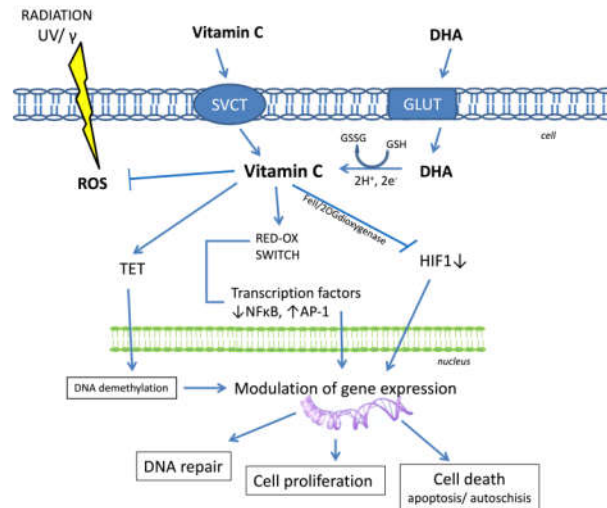 RADIATION
UV/ γ
Vitamin C
DHA
SVCT
GLUT
cell
GSSG
GSH
ROS
Vitamin C
2H⁺, 2e⁻
DHA
FeII/2OGdioxygenase
RED-OX
SWITCH
TET
HIF1↓
Transcription factors
↓NFκB, ↑AP-1
nucleus
DNA demethylation
Modulation of gene expression
DNA repair
Cell proliferation
Cell death
apoptosis/ autoschisis